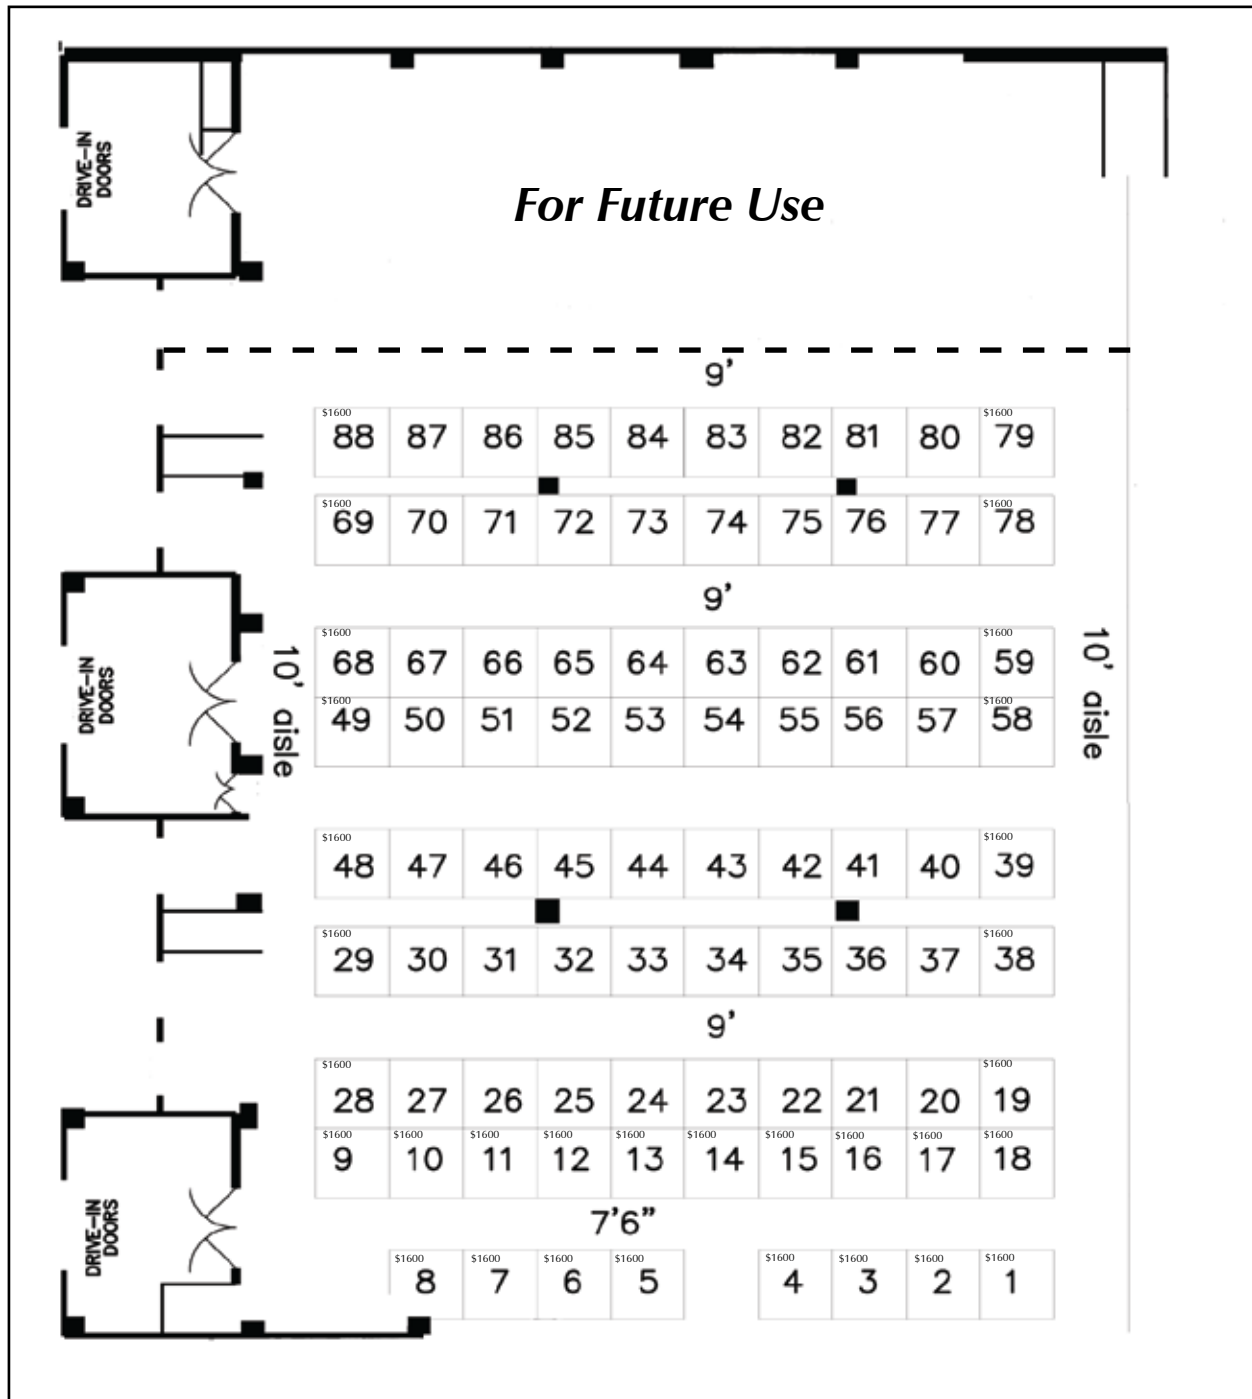 DRIVE-IN
DOORS
For Future Use
9’
$1600 $1600
88 87 86 85 84 83 82 81 80 79
$1600 $1600
69 70 71 72 73 74 75 76 77 78
9’
$1600 $1600
68 67 66 65 64 63 62 61 60 59
$1600 $1600
49 50 51 52 53 54 55 56 57 58
DRIVE-IN
DOORS
10’ aisle
10’ aisle
$1600 $1600
48 47 46 45 44 43 42 41 40 39
$1600 $1600
29 30 31 32 33 34 35 36 37 38
9’
$1600 $1600
28 27 26 25 24 23 22 21 20 19
$1600 $1600 $1600 $1600 $1600 $1600 $1600 $1600 $1600 $1600
9 10 11 12 13 14 15 16 17 18
7’6”
DRIVE-IN
DOORS
$1600 $1600 $1600 $1600 $1600 $1600 $1600 $1600
8 7 6 5 4 3 2 1